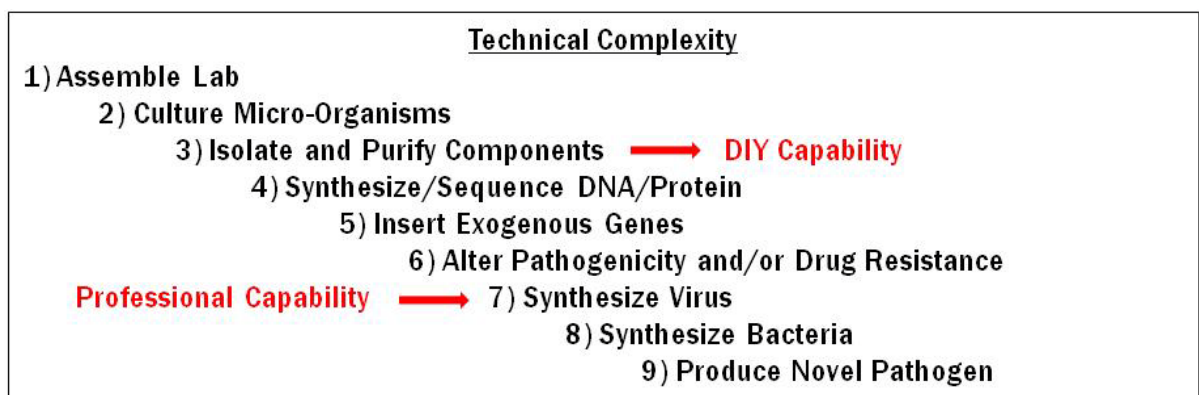 Technical Complexity
1) Assemble Lab
2) Culture Micro-Organisms
3) Isolate and Purify Components DIY Capability
4) Synthesize/Sequence DNA/Protein
5) Insert Exogenous Genes
6) Alter Pathogenicity and/or Drug Resistance
Professional Capability 7) Synthesize Virus
8) Synthesize Bacteria
9) Produce Novel Pathogen